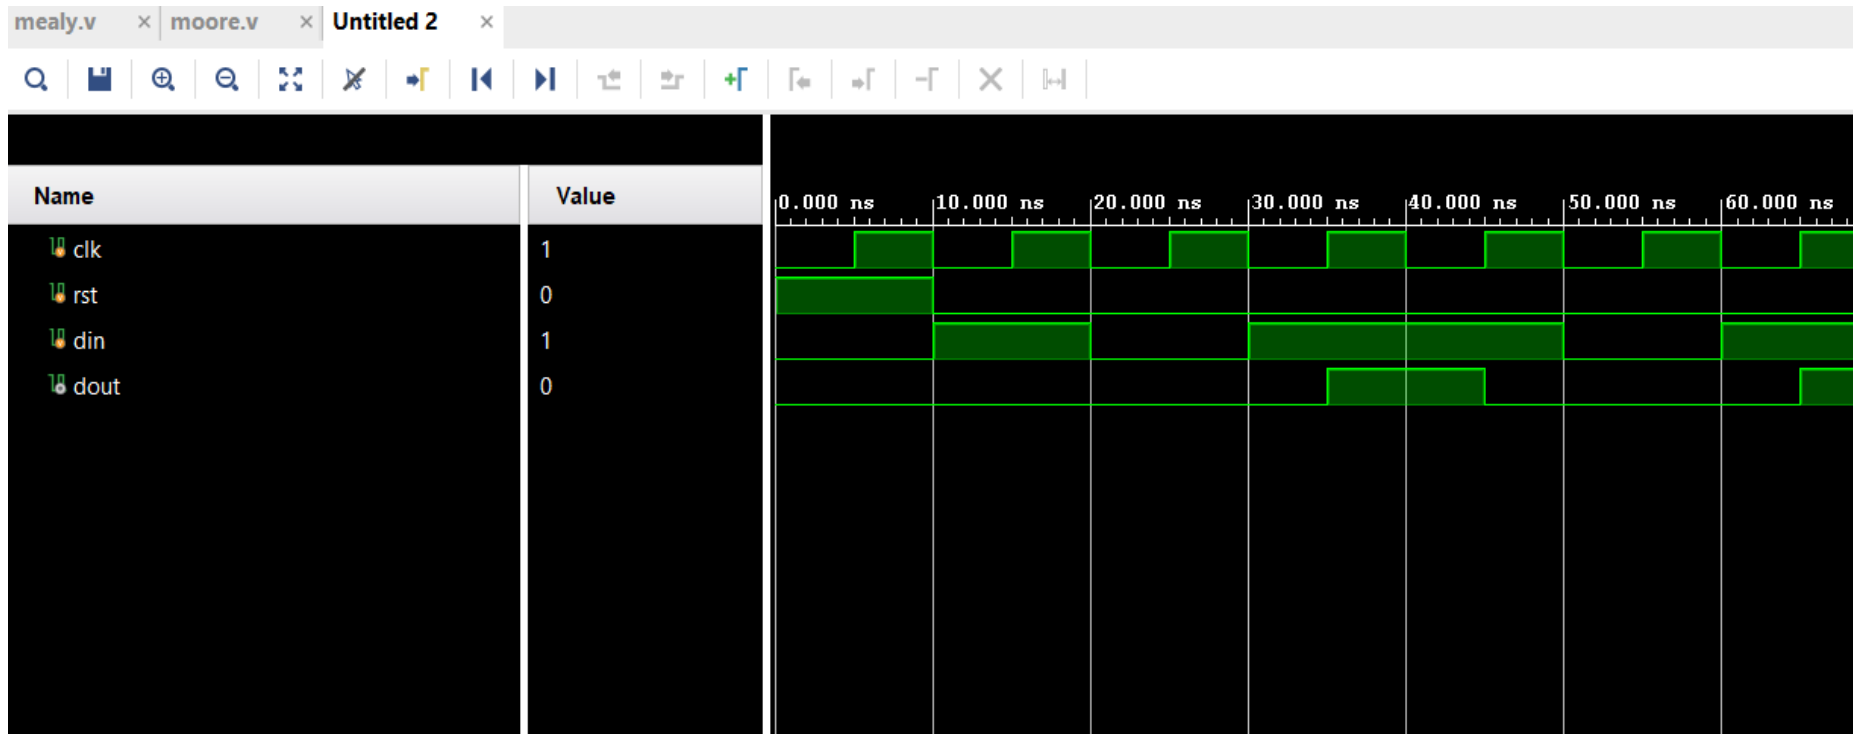 mealy.v × moore.v × Untitled 2 ×
Name Value
0.000 ns 10.000 ns 20.000 ns 30.000 ns 40.000 ns 50.000 ns 60.000 ns
clk 1
rst 0
din 1
dout 0